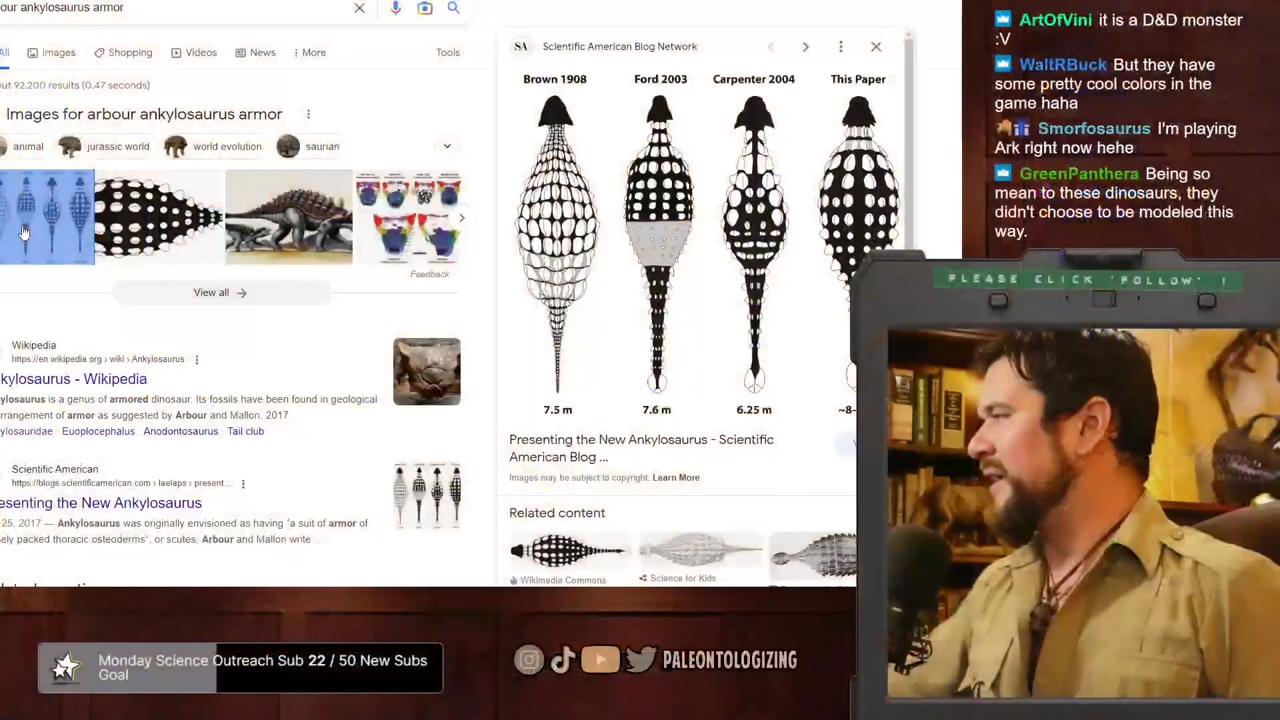 our ankylosaurus armor
All Images Shopping Videos News More Tools
out 92,200 results (0.47 seconds)
Images for arbour ankylosaurus armor
animal jurassic world world evolution saurian
Feedback
View all
Wikipedia
https://en.wikipedia.org › wiki › Ankylosaurus
kylosaurus - Wikipedia
ylosaurus is a genus of armored dinosaur. Its fossils have been found in geological
rrangement of armor as suggested by Arbour and Mallon, 2017.
ylosauridae · Euoplocephalus · Anodontosaurus · Tail club
Scientific American
https://blogs.scientificamerican.com › laelaps › present...
esenting the New Ankylosaurus
25, 2017 — Ankylosaurus was originally envisioned as having "a suit of armor of
sely packed thoracic osteoderms", or scutes, Arbour and Mallon write ...
SA Scientific American Blog Network
Brown 1908 Ford 2003 Carpenter 2004 This Paper
7.5 m 7.6 m 6.25 m ~8-
Presenting the New Ankylosaurus - Scientific
American Blog ...
Images may be subject to copyright. Learn More
Related content
Wikimedia Commons Science for Kids
ArtOfVini it is a D&D monster
:V
WaltRBuck But they have
some pretty cool colors in the
game haha
Smorfosaurus I'm playing
Ark right now hehe
GreenPanthera Being so
mean to these dinosaurs, they
didn't choose to be modeled this
way.
PLEASE CLICK "FOLLOW" !
Monday Science Outreach Sub 22 / 50 New Subs
Goal
PALEONTOLOGIZING